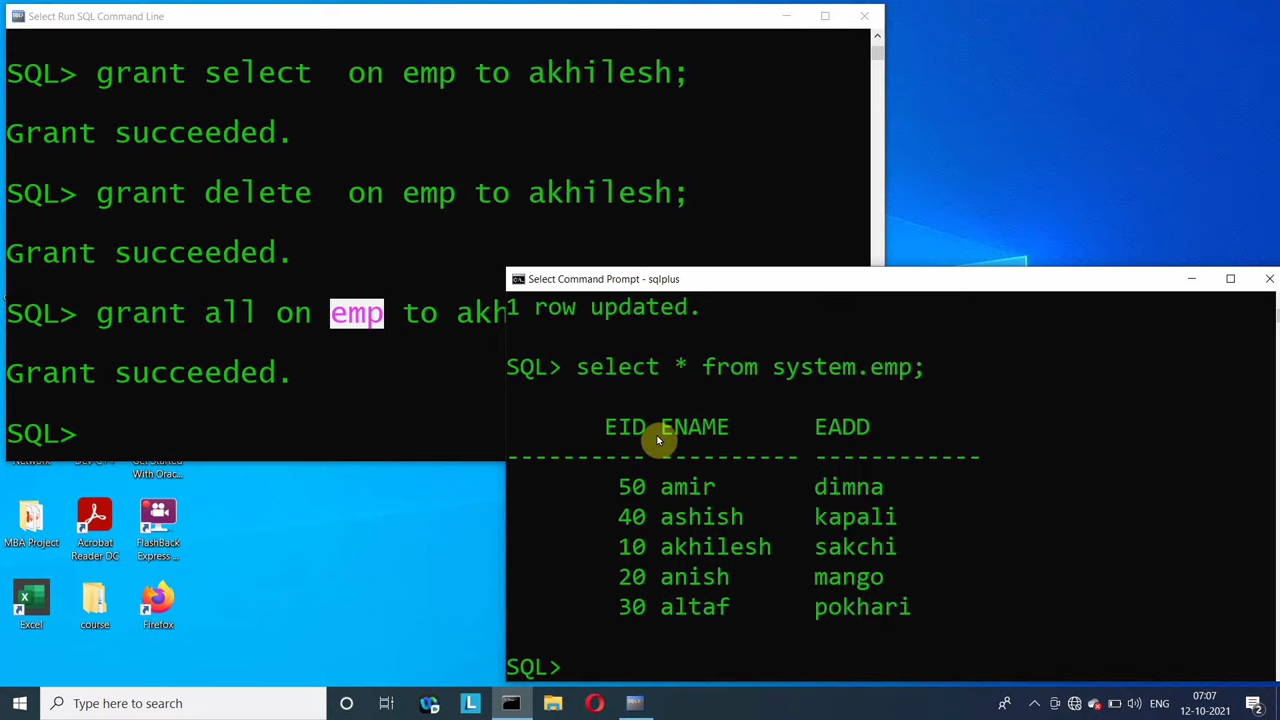 Select Run SQL Command Line
SQL> grant select  on emp to akhilesh;
Grant succeeded.
SQL> grant delete  on emp to akhilesh;
Grant succeeded.
SQL> grant all on emp to akh
Grant succeeded.
SQL>
Select Command Prompt - sqlplus
1 row updated.
SQL> select * from system.emp;
EID ENAME EADD
---------- ---------- ------------
50 amir dimna
40 ashish kapali
10 akhilesh sakchi
20 anish mango
30 altaf pokhari
SQL>
With Orac...
MBA Project
Acrobat
Reader DC
FlashBack
Express ...
Excel
course
Firefox
Type here to search
ENG
07:07
12-10-2021
2